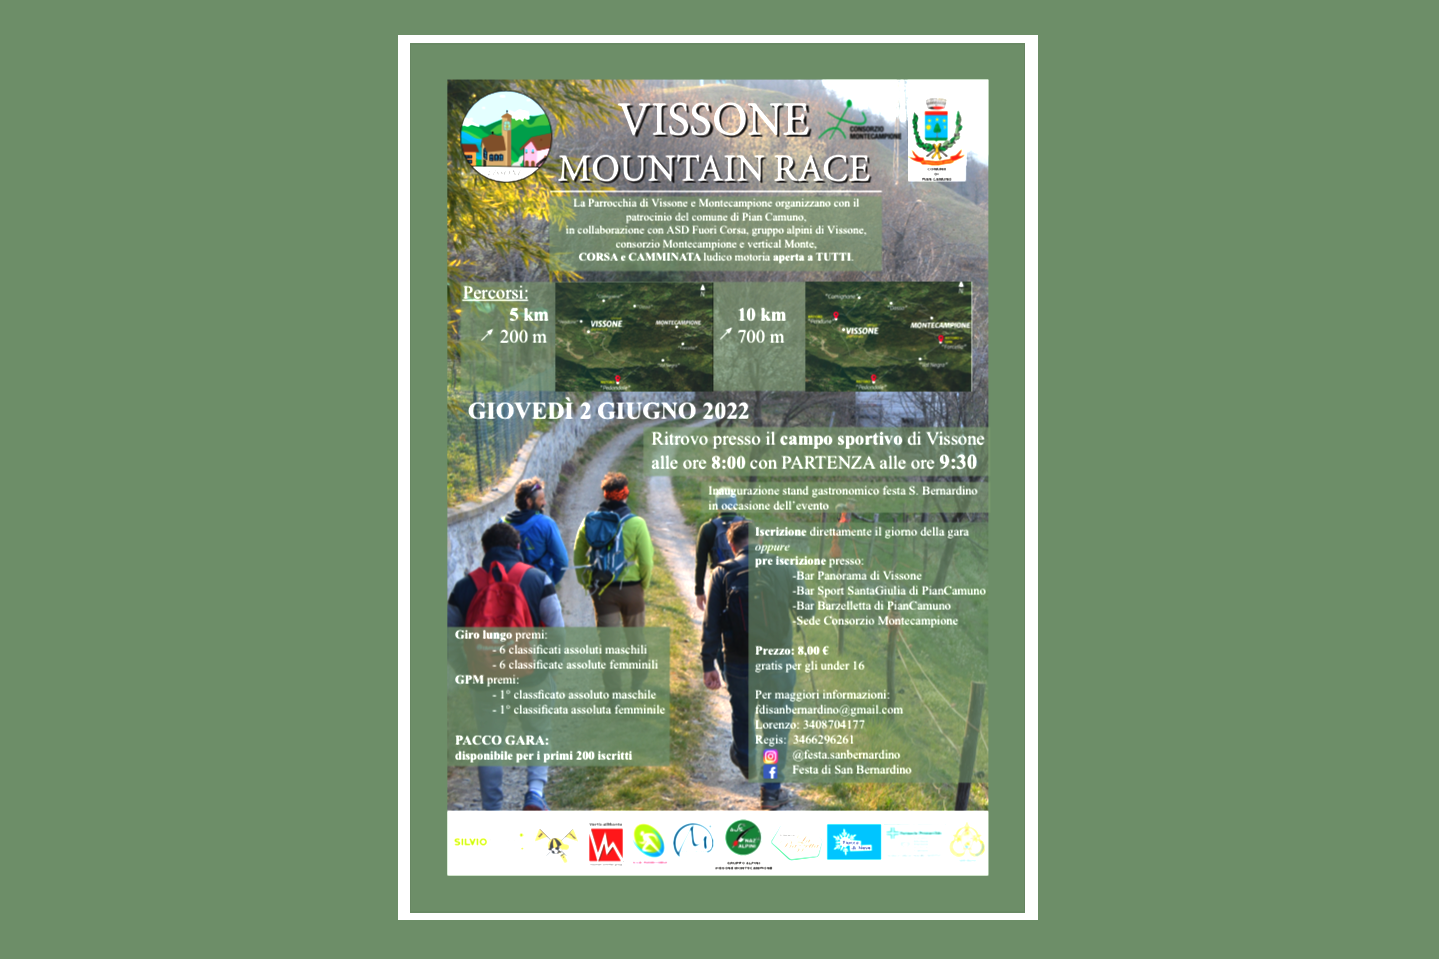 VISSONE
MOUNTAIN RACE
CONSORZIO
MONTECAMPIONE
COMUNE
DI
PIAN CAMUNO
La Parrocchia di Vissone e Montecampione organizzano con il
patrocinio del comune di Pian Camuno,
in collaborazione con ASD Fuori Corsa, gruppo alpini di Vissone,
consorzio Montecampione e vertical Monte,
CORSA e CAMMINATA ludico motoria aperta a TUTTI.
Percorsi:
5 km
↗ 200 m
N
VISSONE
MONTECAMPIONE
10 km
↗ 700 m
N
VISSONE
MONTECAMPIONE
GIOVEDÌ 2 GIUGNO 2022
Ritrovo presso il campo sportivo di Vissone
alle ore 8:00 con PARTENZA alle ore 9:30
Inaugurazione stand gastronomico festa S. Bernardino
in occasione dell'evento
Iscrizione direttamente il giorno della gara
oppure
pre iscrizione presso:
-Bar Panorama di Vissone
-Bar Sport SantaGiulia di PianCamuno
-Bar Barzelletta di PianCamuno
-Sede Consorzio Montecampione
Prezzo: 8,00 €
gratis per gli under 16
Per maggiori informazioni:
fdisanbernardino@gmail.com
Lorenzo: 3408704177
Regis: 3466296261
@festa.sanbernardino
Festa di San Bernardino
Giro lungo premi:
- 6 classificati assoluti maschili
- 6 classificate assolute femminili
GPM premi:
- 1° classficato assoluto maschile
- 1° classificata assoluta femminile
PACCO GARA:
disponibile per i primi 200 iscritti
SILVIO
GRUPPO ALPINI
VISSONE MONTECAMPIONE